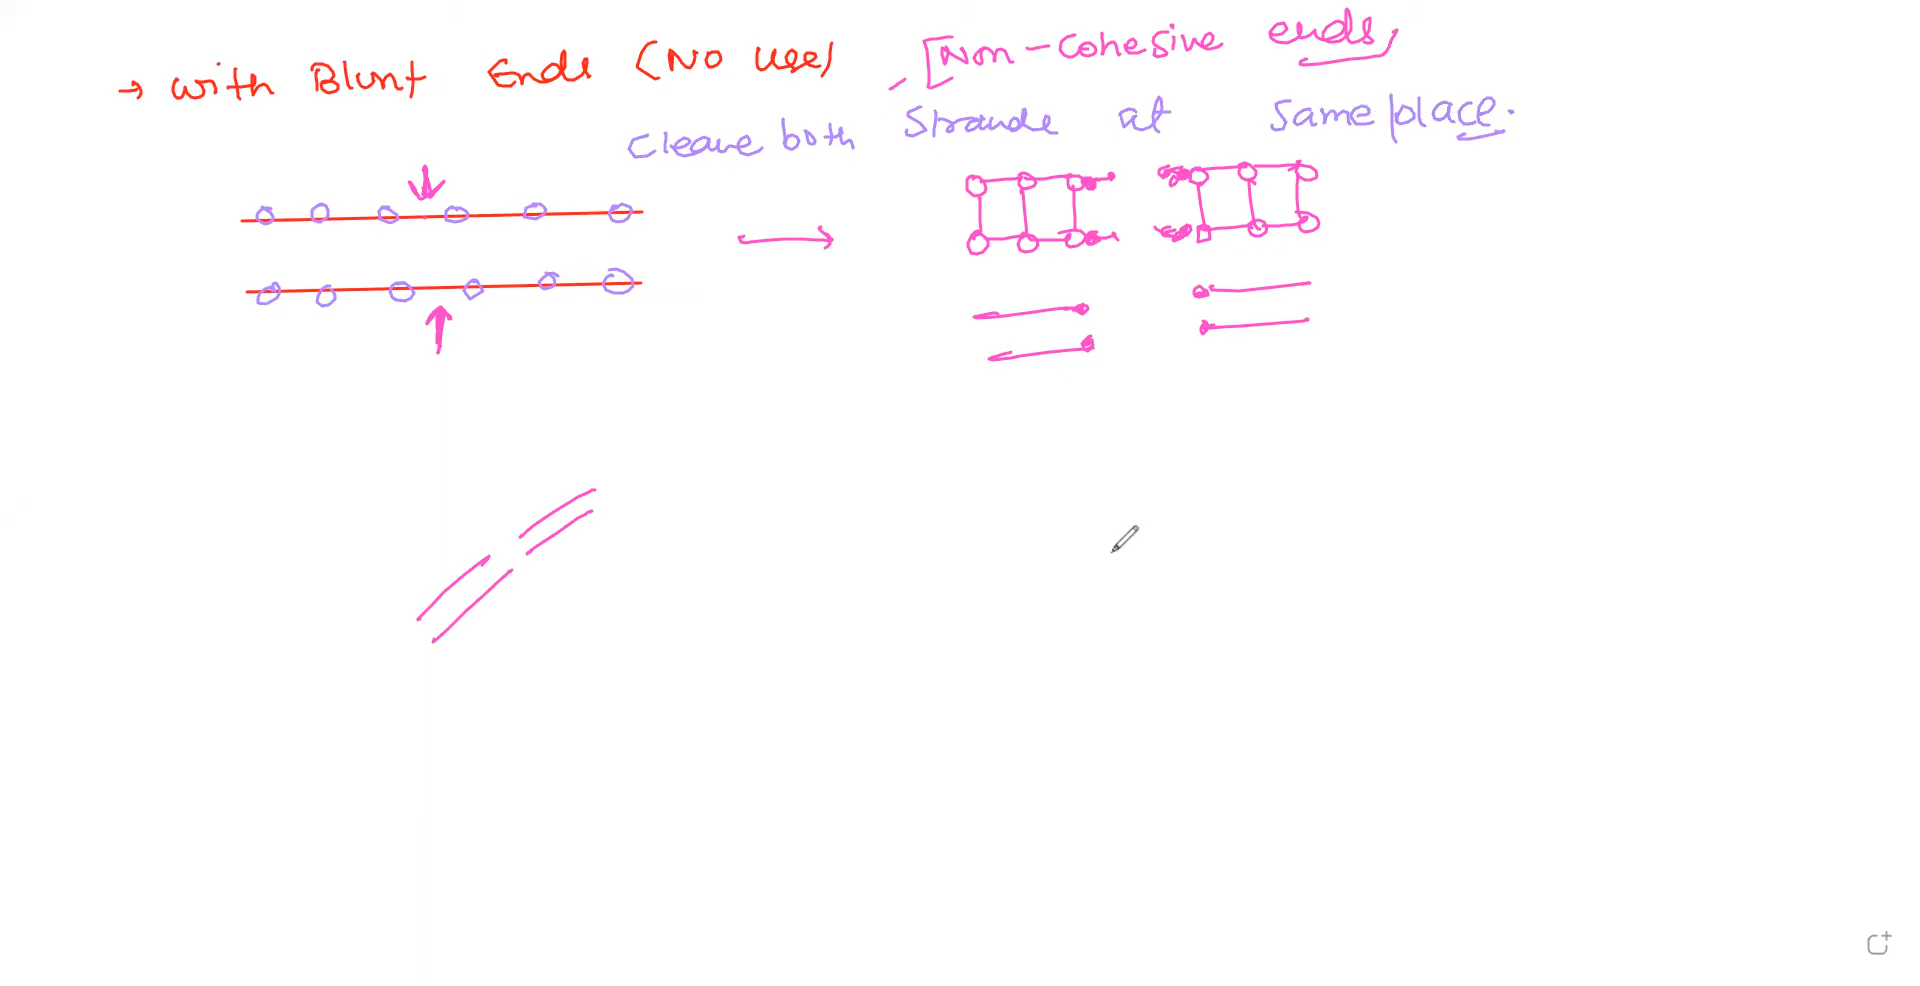 → with Blunt Ends (No use) [Non-cohesive ends,
cleave both strands at same place.